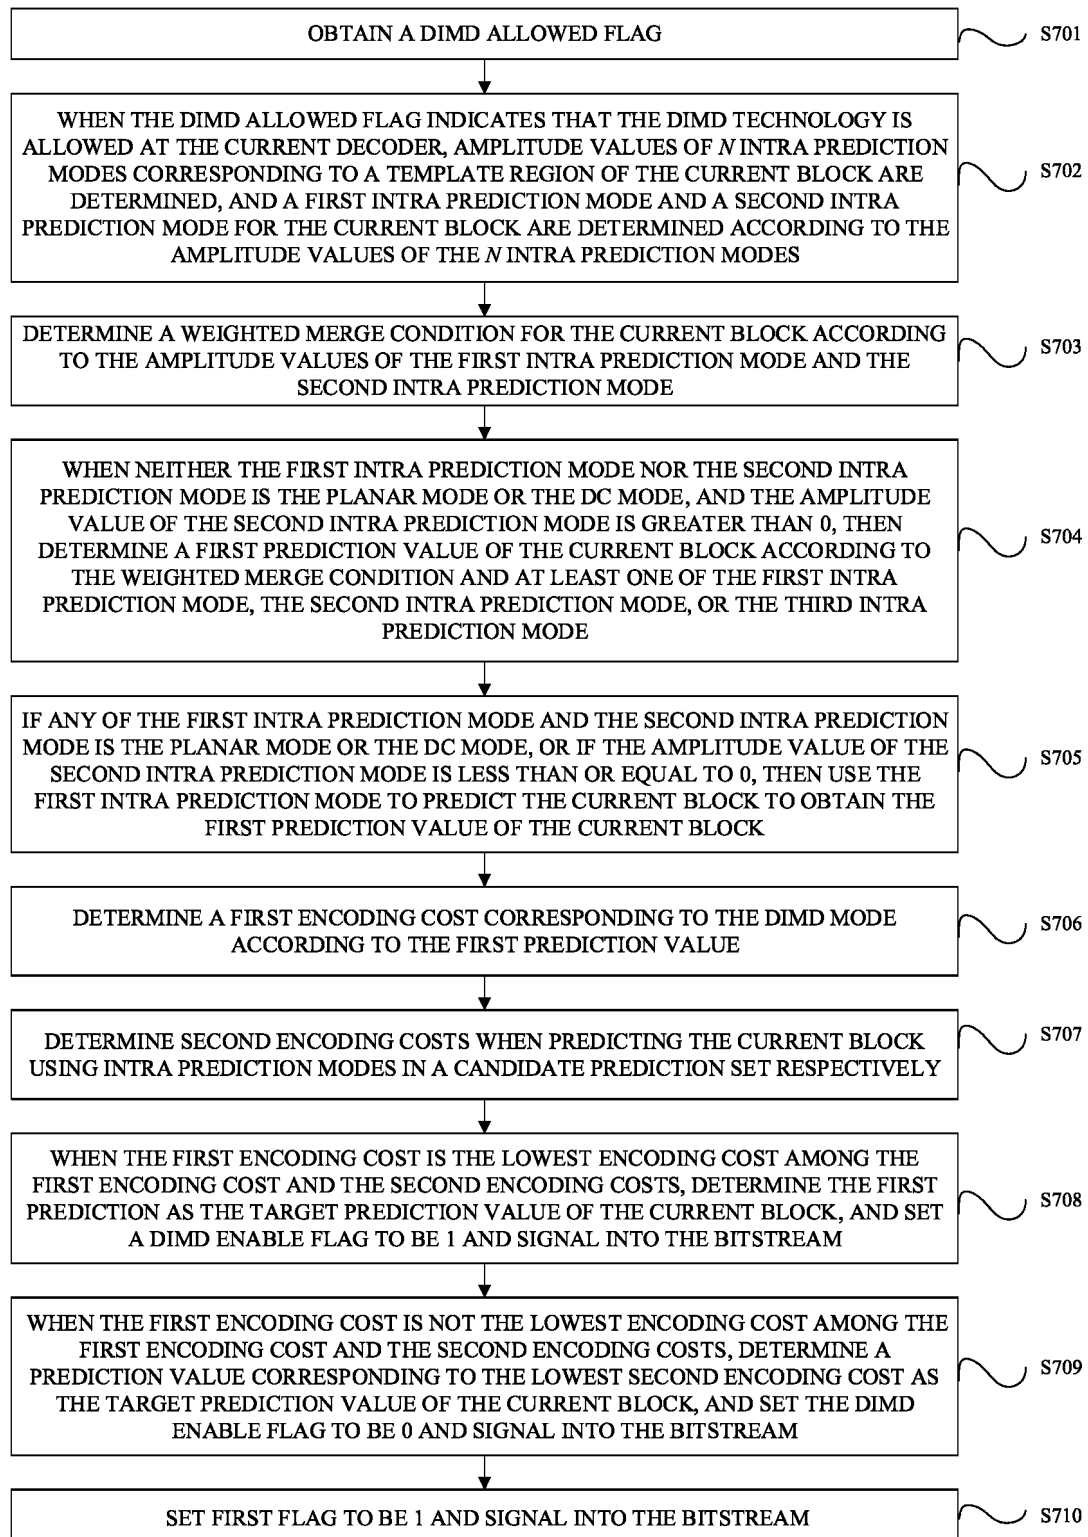 OBTAIN A DIMD ALLOWED FLAG
S701
WHEN THE DIMD ALLOWED FLAG INDICATES THAT THE DIMD TECHNOLOGY IS
ALLOWED AT THE CURRENT DECODER, AMPLITUDE VALUES OF N INTRA PREDICTION
MODES CORRESPONDING TO A TEMPLATE REGION OF THE CURRENT BLOCK ARE
DETERMINED, AND A FIRST INTRA PREDICTION MODE AND A SECOND INTRA
PREDICTION MODE FOR THE CURRENT BLOCK ARE DETERMINED ACCORDING TO THE
AMPLITUDE VALUES OF THE N INTRA PREDICTION MODES
S702
DETERMINE A WEIGHTED MERGE CONDITION FOR THE CURRENT BLOCK ACCORDING
TO THE AMPLITUDE VALUES OF THE FIRST INTRA PREDICTION MODE AND THE
SECOND INTRA PREDICTION MODE
S703
WHEN NEITHER THE FIRST INTRA PREDICTION MODE NOR THE SECOND INTRA
PREDICTION MODE IS THE PLANAR MODE OR THE DC MODE, AND THE AMPLITUDE
VALUE OF THE SECOND INTRA PREDICTION MODE IS GREATER THAN 0, THEN
DETERMINE A FIRST PREDICTION VALUE OF THE CURRENT BLOCK ACCORDING TO
THE WEIGHTED MERGE CONDITION AND AT LEAST ONE OF THE FIRST INTRA
PREDICTION MODE, THE SECOND INTRA PREDICTION MODE, OR THE THIRD INTRA
PREDICTION MODE
S704
IF ANY OF THE FIRST INTRA PREDICTION MODE AND THE SECOND INTRA PREDICTION
MODE IS THE PLANAR MODE OR THE DC MODE, OR IF THE AMPLITUDE VALUE OF THE
SECOND INTRA PREDICTION MODE IS LESS THAN OR EQUAL TO 0, THEN USE THE
FIRST INTRA PREDICTION MODE TO PREDICT THE CURRENT BLOCK TO OBTAIN THE
FIRST PREDICTION VALUE OF THE CURRENT BLOCK
S705
DETERMINE A FIRST ENCODING COST CORRESPONDING TO THE DIMD MODE
ACCORDING TO THE FIRST PREDICTION VALUE
S706
DETERMINE SECOND ENCODING COSTS WHEN PREDICTING THE CURRENT BLOCK
USING INTRA PREDICTION MODES IN A CANDIDATE PREDICTION SET RESPECTIVELY
S707
WHEN THE FIRST ENCODING COST IS THE LOWEST ENCODING COST AMONG THE
FIRST ENCODING COST AND THE SECOND ENCODING COSTS, DETERMINE THE FIRST
PREDICTION AS THE TARGET PREDICTION VALUE OF THE CURRENT BLOCK, AND SET
A DIMD ENABLE FLAG TO BE 1 AND SIGNAL INTO THE BITSTREAM
S708
WHEN THE FIRST ENCODING COST IS NOT THE LOWEST ENCODING COST AMONG THE
FIRST ENCODING COST AND THE SECOND ENCODING COSTS, DETERMINE A
PREDICTION VALUE CORRESPONDING TO THE LOWEST SECOND ENCODING COST AS
THE TARGET PREDICTION VALUE OF THE CURRENT BLOCK, AND SET THE DIMD
ENABLE FLAG TO BE 0 AND SIGNAL INTO THE BITSTREAM
S709
SET FIRST FLAG TO BE 1 AND SIGNAL INTO THE BITSTREAM
S710